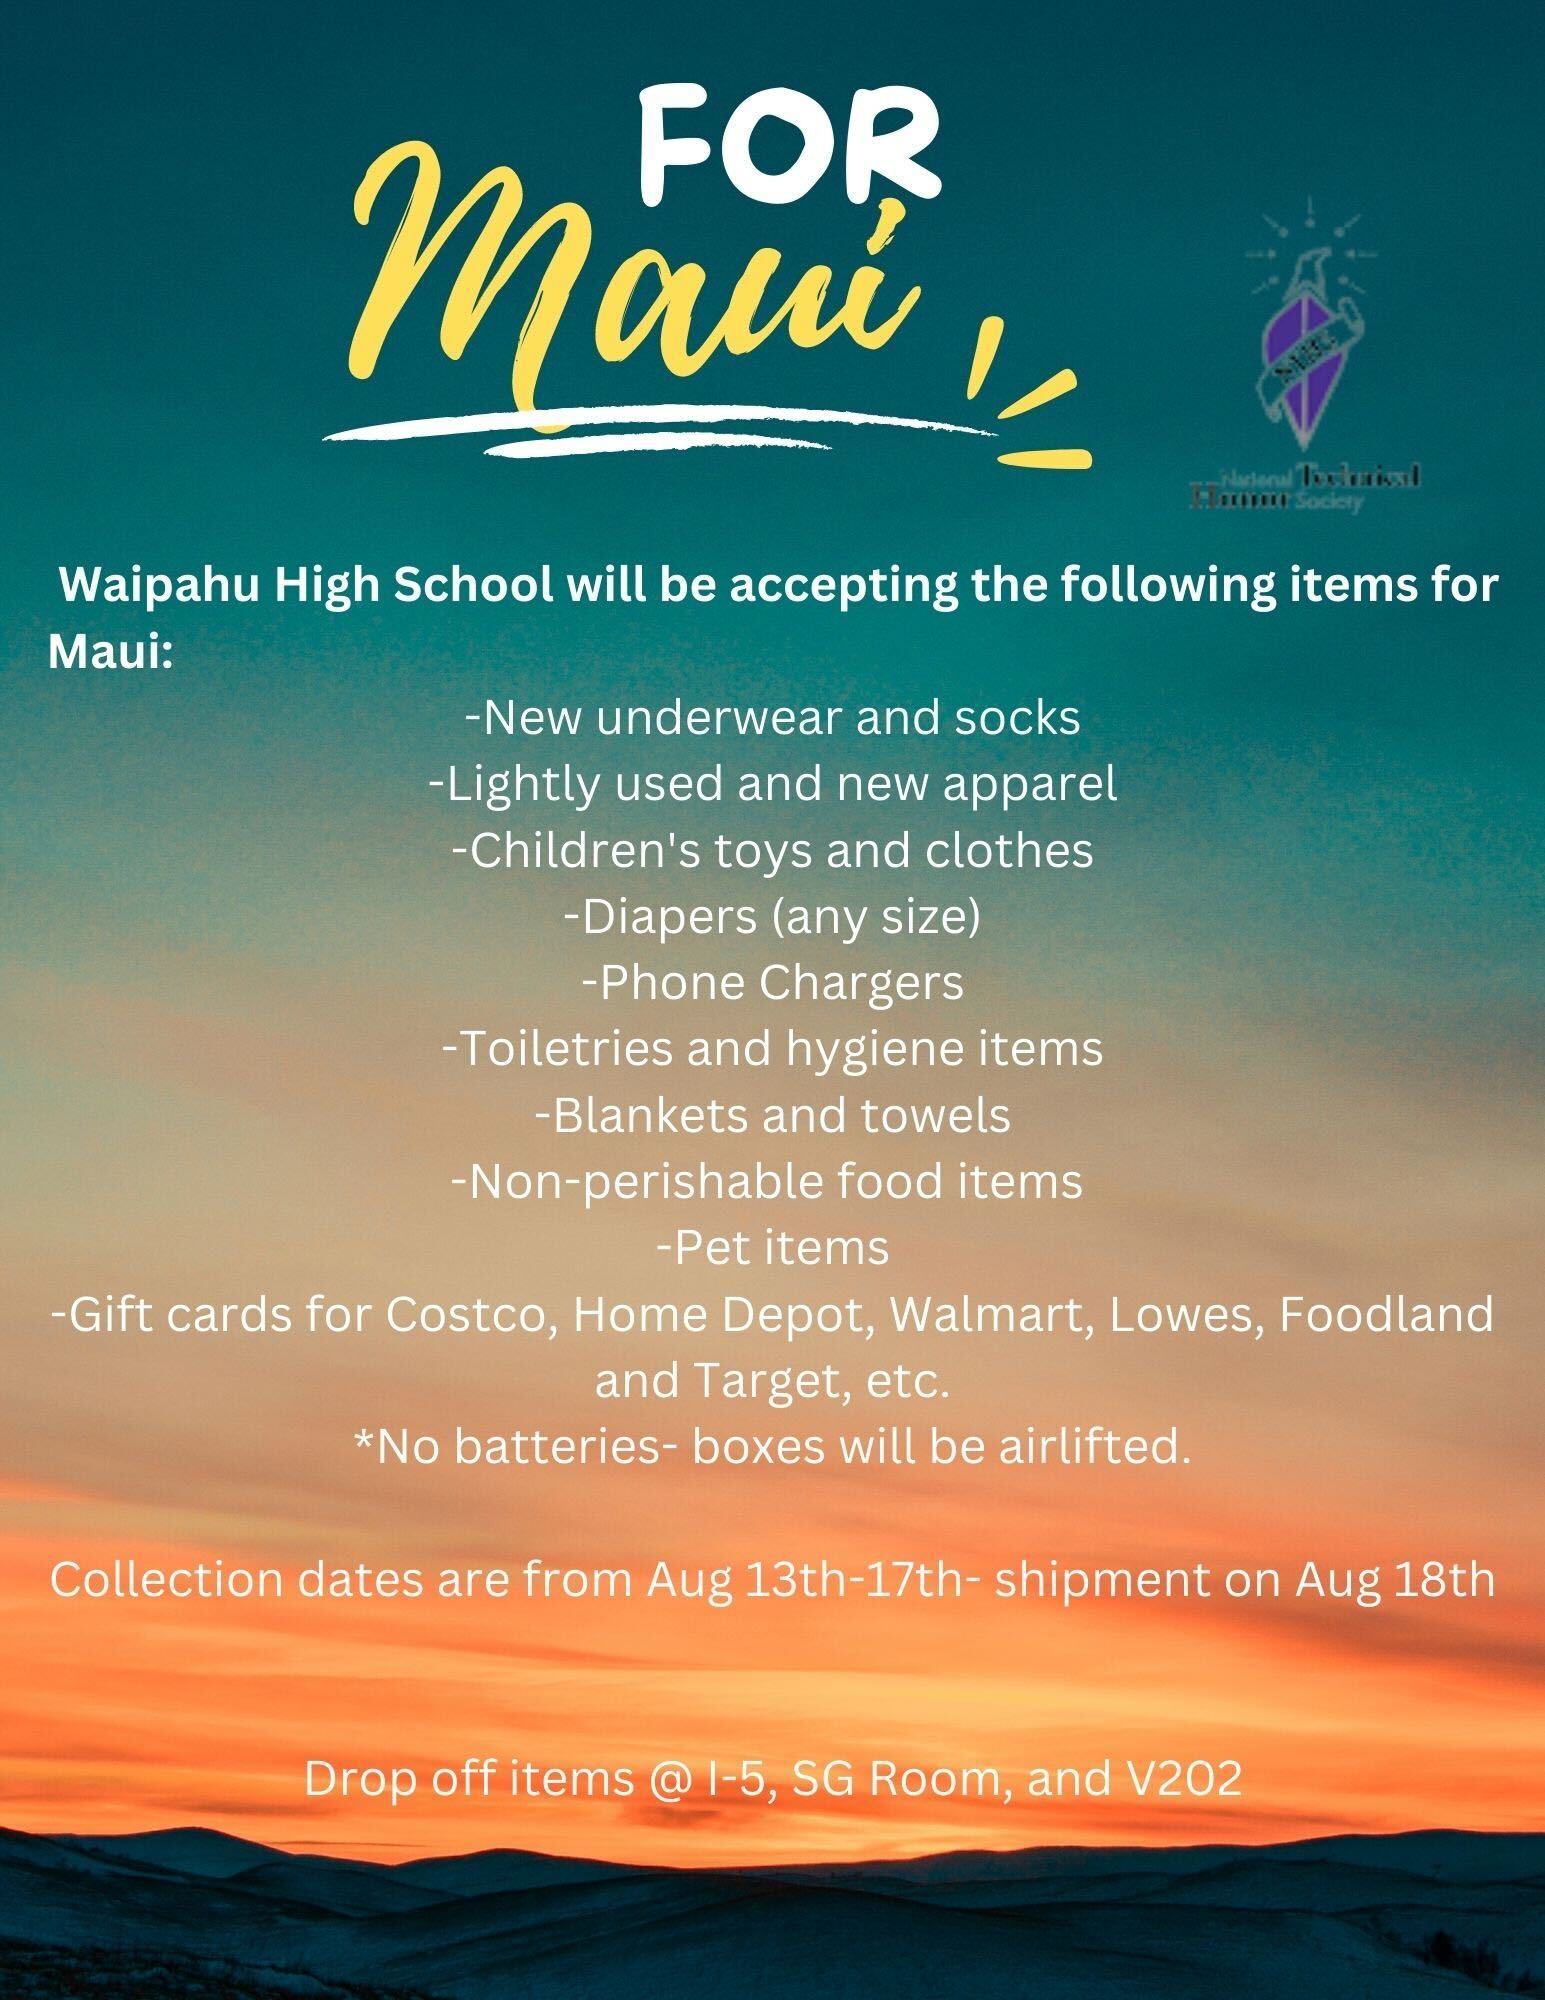 FOR
Maui
National Technical
Honor Society
Waipahu High School will be accepting the following items for
Maui:
-New underwear and socks
-Lightly used and new apparel
-Children's toys and clothes
-Diapers (any size)
-Phone Chargers
-Toiletries and hygiene items
-Blankets and towels
-Non-perishable food items
-Pet items
-Gift cards for Costco, Home Depot, Walmart, Lowes, Foodland
and Target, etc.
*No batteries- boxes will be airlifted.
Collection dates are from Aug 13th-17th- shipment on Aug 18th
Drop off items @ I-5, SG Room, and V202